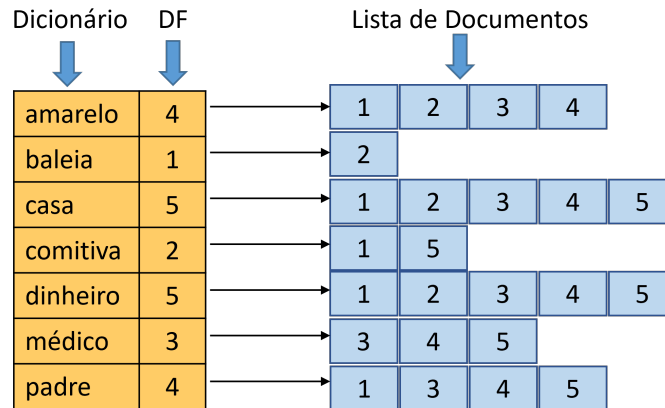 Dicionário DF Lista de Documentos
amarelo 4 1 2 3 4
baleia 1 2
casa 5 1 2 3 4 5
comitiva 2 1 5
dinheiro 5 1 2 3 4 5
médico 3 3 4 5
padre 4 1 3 4 5